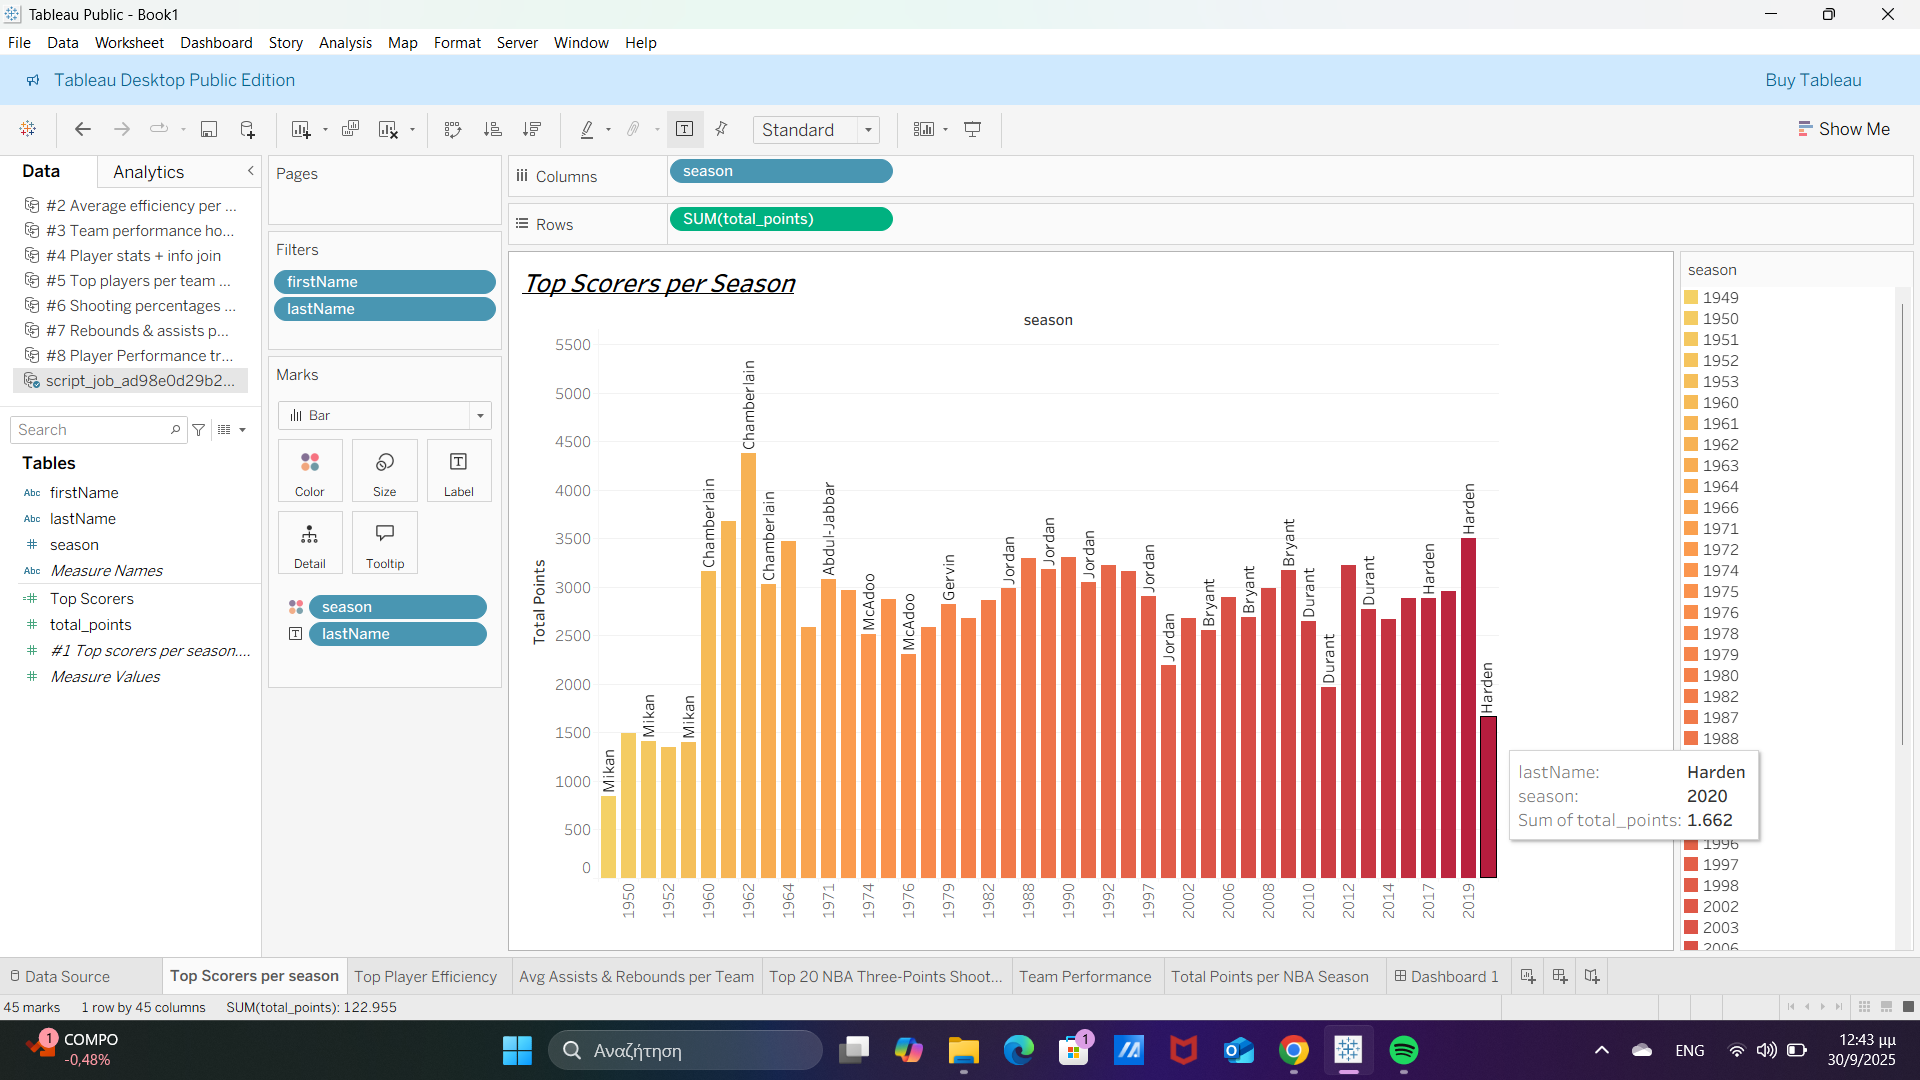 Tableau Public - Book1
File Data Worksheet Dashboard Story Analysis Map Format Server Window Help
Tableau Desktop Public Edition
Buy Tableau
Standard
Show Me
Data
Analytics
#2 Average efficiency per ...
#3 Team performance ho...
#4 Player stats + info join
#5 Top players per team ...
#6 Shooting percentages ...
#7 Rebounds & assists p...
#8 Player Performance tr...
script_job_ad98e0d29b2...
Search
Tables
Abc firstName
Abc lastName
# season
Abc Measure Names
=# Top Scorers
# total_points
# #1 Top scorers per season....
# Measure Values
Pages
Filters
firstName
lastName
Marks
Bar
Color
Size
T
Label
Detail
Tooltip
season
T lastName
Columns
season
Rows
SUM(total_points)
Top Scorers per Season
season
Total Points
5500
5000
4500
4000
3500
3000
2500
2000
1500
1000
500
0
Mikan
Mikan
Mikan
Chamberlain
Chamberlain
Chamberlain
Abdul-Jabbar
McAdoo
McAdoo
Gervin
Jordan
Jordan
Jordan
Jordan
Jordan
Bryant
Bryant
Bryant
Durant
Durant
Durant
Harden
Harden
Harden
1950 1952 1960 1962 1964 1971 1974 1976 1979 1982 1988 1990 1992 1997 2002 2006 2008 2010 2012 2014 2017 2019
lastName: Harden
season: 2020
Sum of total_points: 1.662
season
1949
1950
1951
1952
1953
1960
1961
1962
1963
1964
1966
1971
1972
1974
1975
1976
1978
1979
1980
1982
1987
1988
1996
1997
1998
2002
2003
2006
Data Source
Top Scorers per season
Top Player Efficiency
Avg Assists & Rebounds per Team
Top 20 NBA Three-Points Shoot...
Team Performance
Total Points per NBA Season
Dashboard 1
45 marks
1 row by 45 columns
SUM(total_points): 122.955
1
COMPO
-0,48%
Αναζήτηση
1
ENG
12:43 μμ
30/9/2025